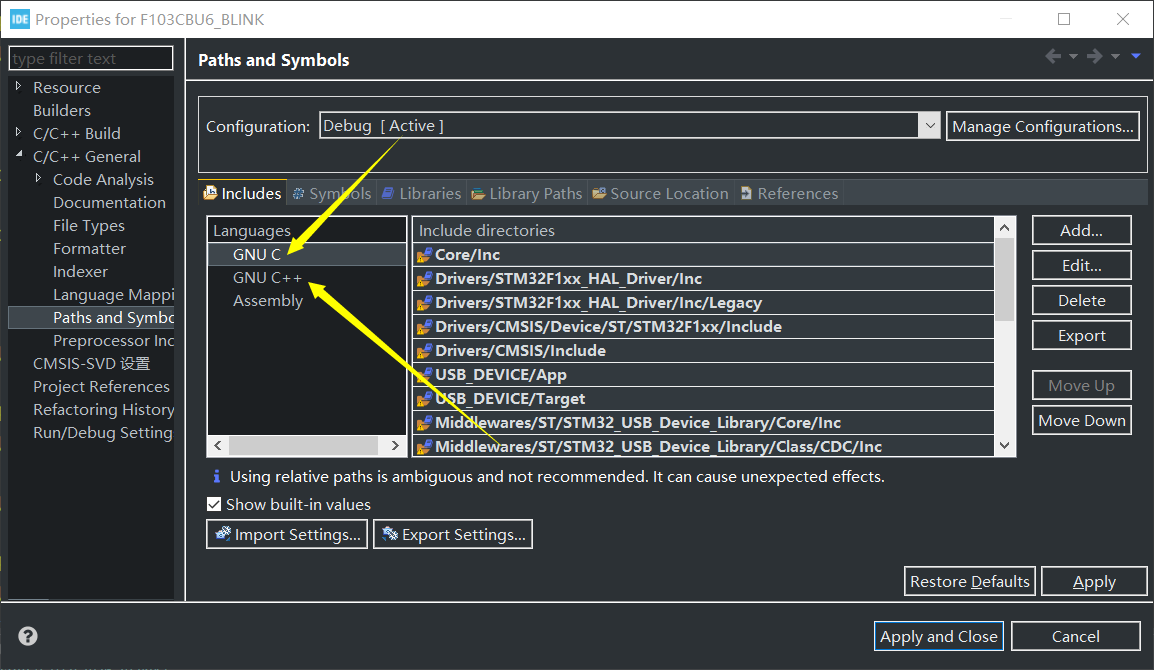 IDE Properties for F103CBU6_BLINK
type filter text
Resource
Builders
C/C++ Build
C/C++ General
Code Analysis
Documentation
File Types
Formatter
Indexer
Language Mappi
Paths and Symbo
Preprocessor Inc
CMSIS-SVD 设置
Project References
Refactoring History
Run/Debug Setting
Paths and Symbols
Configuration: Debug [ Active ] Manage Configurations...
Includes # Symbols Libraries Library Paths Source Location References
Languages
GNU C
GNU C++
Assembly
Include directories
Core/Inc
Drivers/STM32F1xx_HAL_Driver/Inc
Drivers/STM32F1xx_HAL_Driver/Inc/Legacy
Drivers/CMSIS/Device/ST/STM32F1xx/Include
Drivers/CMSIS/Include
USB_DEVICE/App
USB_DEVICE/Target
Middlewares/ST/STM32_USB_Device_Library/Core/Inc
Middlewares/ST/STM32_USB_Device_Library/Class/CDC/Inc
Add...
Edit...
Delete
Export
Move Up
Move Down
i Using relative paths is ambiguous and not recommended. It can cause unexpected effects.
Show built-in values
Import Settings... Export Settings...
Restore Defaults Apply
? Apply and Close Cancel